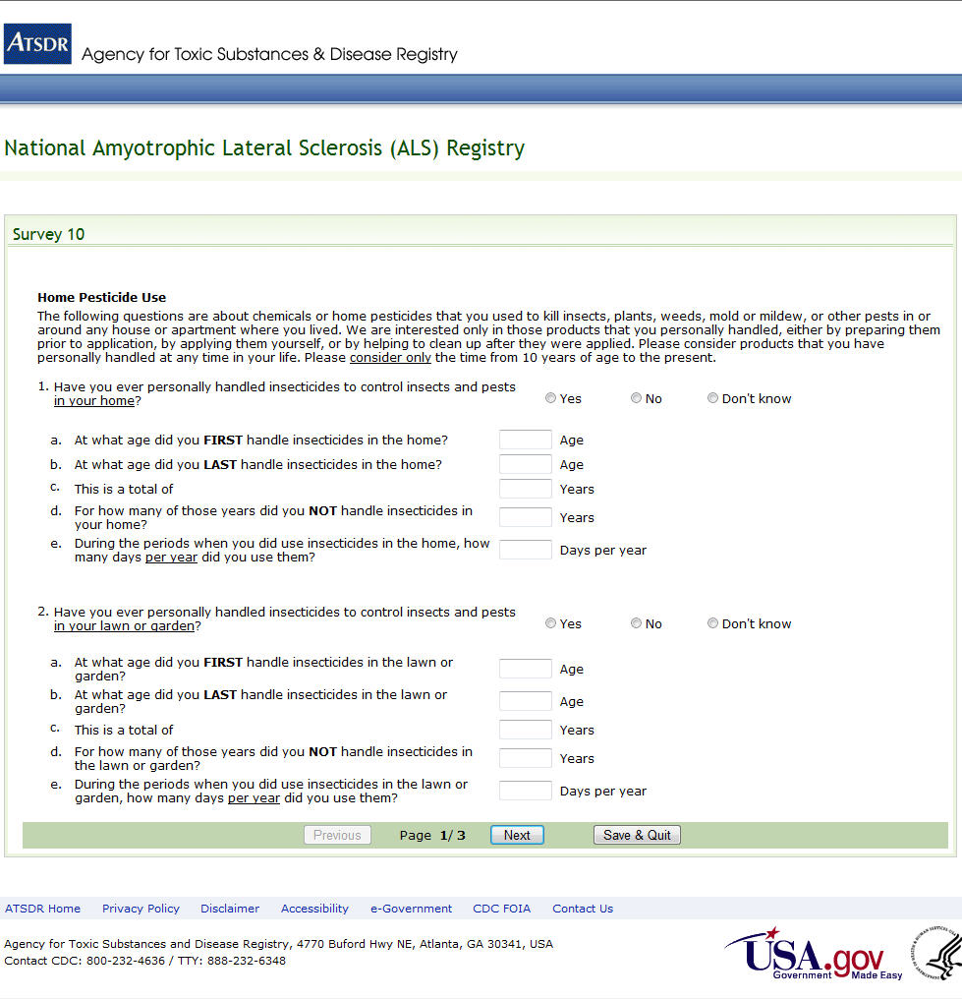 ATSDR
Agency for Toxic Substances & Disease Registry
National Amyotrophic Lateral Sclerosis (ALS) Registry
Survey 10
Home Pesticide Use
The following questions are about chemicals or home pesticides that you used to kill insects, plants, weeds, mold or mildew, or other pests in or
around any house or apartment where you lived. We are interested only in those products that you personally handled, either by preparing them
prior to application, by applying them yourself, or by helping to clean up after they were applied. Please consider products that you have
personally handled at any time in your life. Please consider only the time from 10 years of age to the present.
1. Have you ever personally handled insecticides to control insects and pests
in your home?
Yes No Don't know
a. At what age did you FIRST handle insecticides in the home? Age
b. At what age did you LAST handle insecticides in the home? Age
c. This is a total of Years
d. For how many of those years did you NOT handle insecticides in
your home?
Years
e. During the periods when you did use insecticides in the home, how
many days per year did you use them?
Days per year
2. Have you ever personally handled insecticides to control insects and pests
in your lawn or garden?
Yes No Don't know
a. At what age did you FIRST handle insecticides in the lawn or
garden?
Age
b. At what age did you LAST handle insecticides in the lawn or
garden?
Age
c. This is a total of Years
d. For how many of those years did you NOT handle insecticides in
the lawn or garden?
Years
e. During the periods when you did use insecticides in the lawn or
garden, how many days per year did you use them?
Days per year
Previous Page 1/ 3 Next Save & Quit
ATSDR Home Privacy Policy Disclaimer Accessibility e-Government CDC FOIA Contact Us
Agency for Toxic Substances and Disease Registry, 4770 Buford Hwy NE, Atlanta, GA 30341, USA
Contact CDC: 800-232-4636 / TTY: 888-232-6348
USA.gov
Government Made Easy